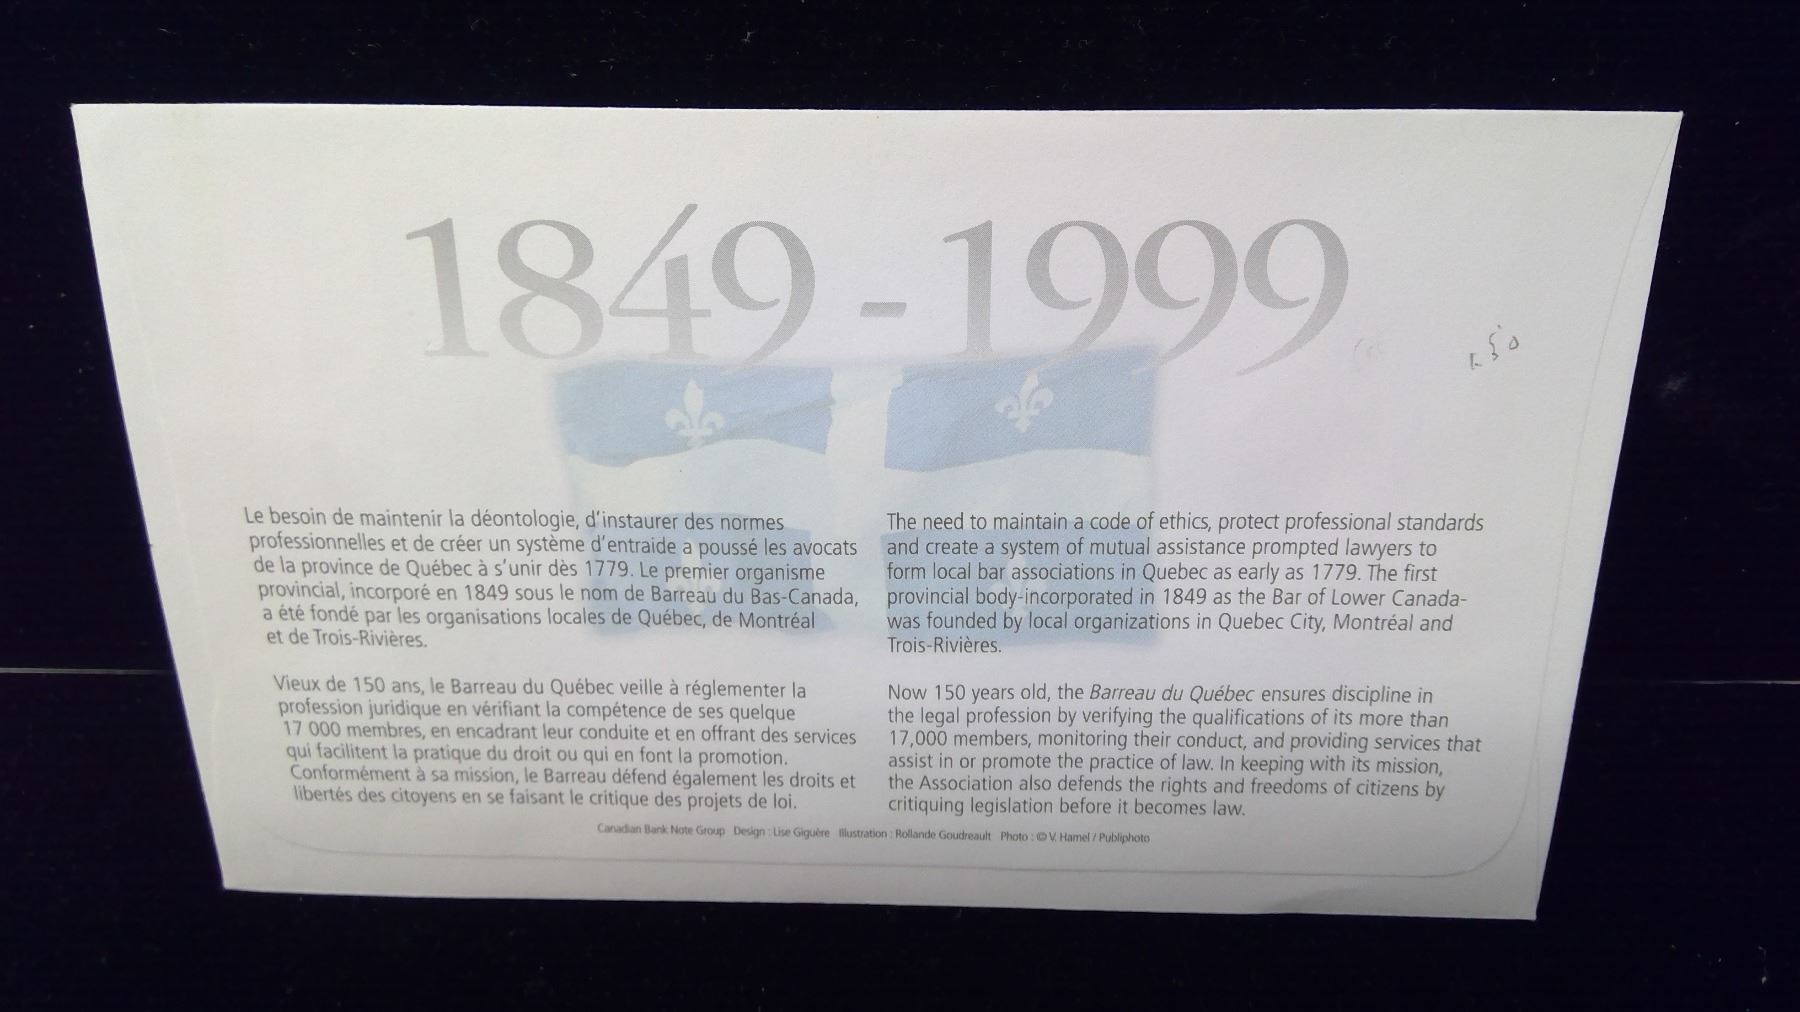 1849-1999
Le besoin de maintenir la déontologie, d'instaurer des normes
professionnelles et de créer un système d'entraide a poussé les avocats
de la province de Québec à s'unir dès 1779. Le premier organisme
provincial, incorporé en 1849 sous le nom de Barreau du Bas-Canada,
a été fondé par les organisations locales de Québec, de Montréal
et de Trois-Rivières.
Vieux de 150 ans, le Barreau du Québec veille à réglementer la
profession juridique en vérifiant la compétence de ses quelque
17 000 membres, en encadrant leur conduite et en offrant des services
qui facilitent la pratique du droit ou qui en font la promotion.
Conformément à sa mission, le Barreau défend également les droits et
libertés des citoyens en se faisant le critique des projets de loi.
The need to maintain a code of ethics, protect professional standards
and create a system of mutual assistance prompted lawyers to
form local bar associations in Quebec as early as 1779. The first
provincial body-incorporated in 1849 as the Bar of Lower Canada-
was founded by local organizations in Quebec City, Montréal and
Trois-Rivières.
Now 150 years old, the Barreau du Québec ensures discipline in
the legal profession by verifying the qualifications of its more than
17,000 members, monitoring their conduct, and providing services that
assist in or promote the practice of law. In keeping with its mission,
the Association also defends the rights and freedoms of citizens by
critiquing legislation before it becomes law.
Canadian Bank Note Group Design : Lise Giguère Illustration : Rollande Goudreault Photo : © V. Hamel / Publiphoto